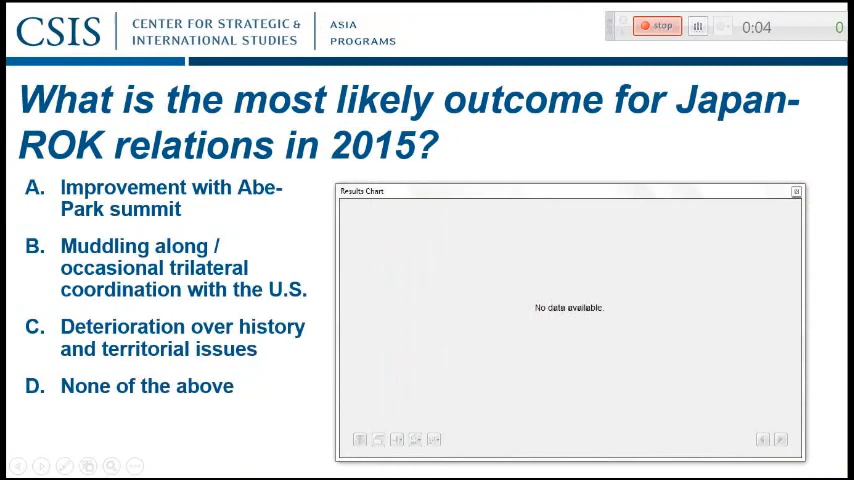 CSIS
CENTER FOR STRATEGIC &
INTERNATIONAL STUDIES
ASIA
PROGRAMS
stop
0:04
0
What is the most likely outcome for Japan-
ROK relations in 2015?
A. Improvement with Abe-
Park summit
B. Muddling along /
occasional trilateral
coordination with the U.S.
C. Deterioration over history
and territorial issues
D. None of the above
Results Chart
No data available.